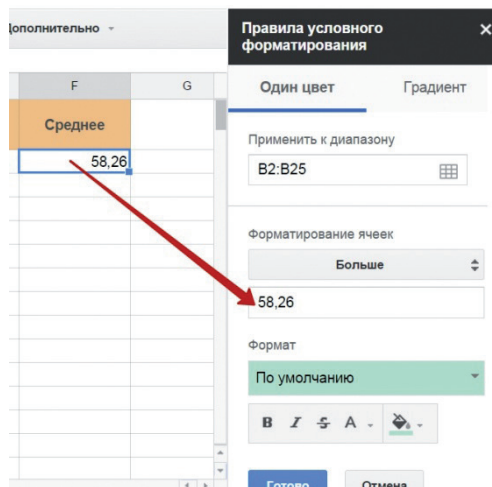 Дополнительно
Правила условного
форматирования
×
F
G
Один цвет
Градиент
Среднее
Применить к диапазону
58,26
B2:B25
Форматирование ячеек
Больше
58,26
Формат
По умолчанию
B I S A
Готово
Отмена